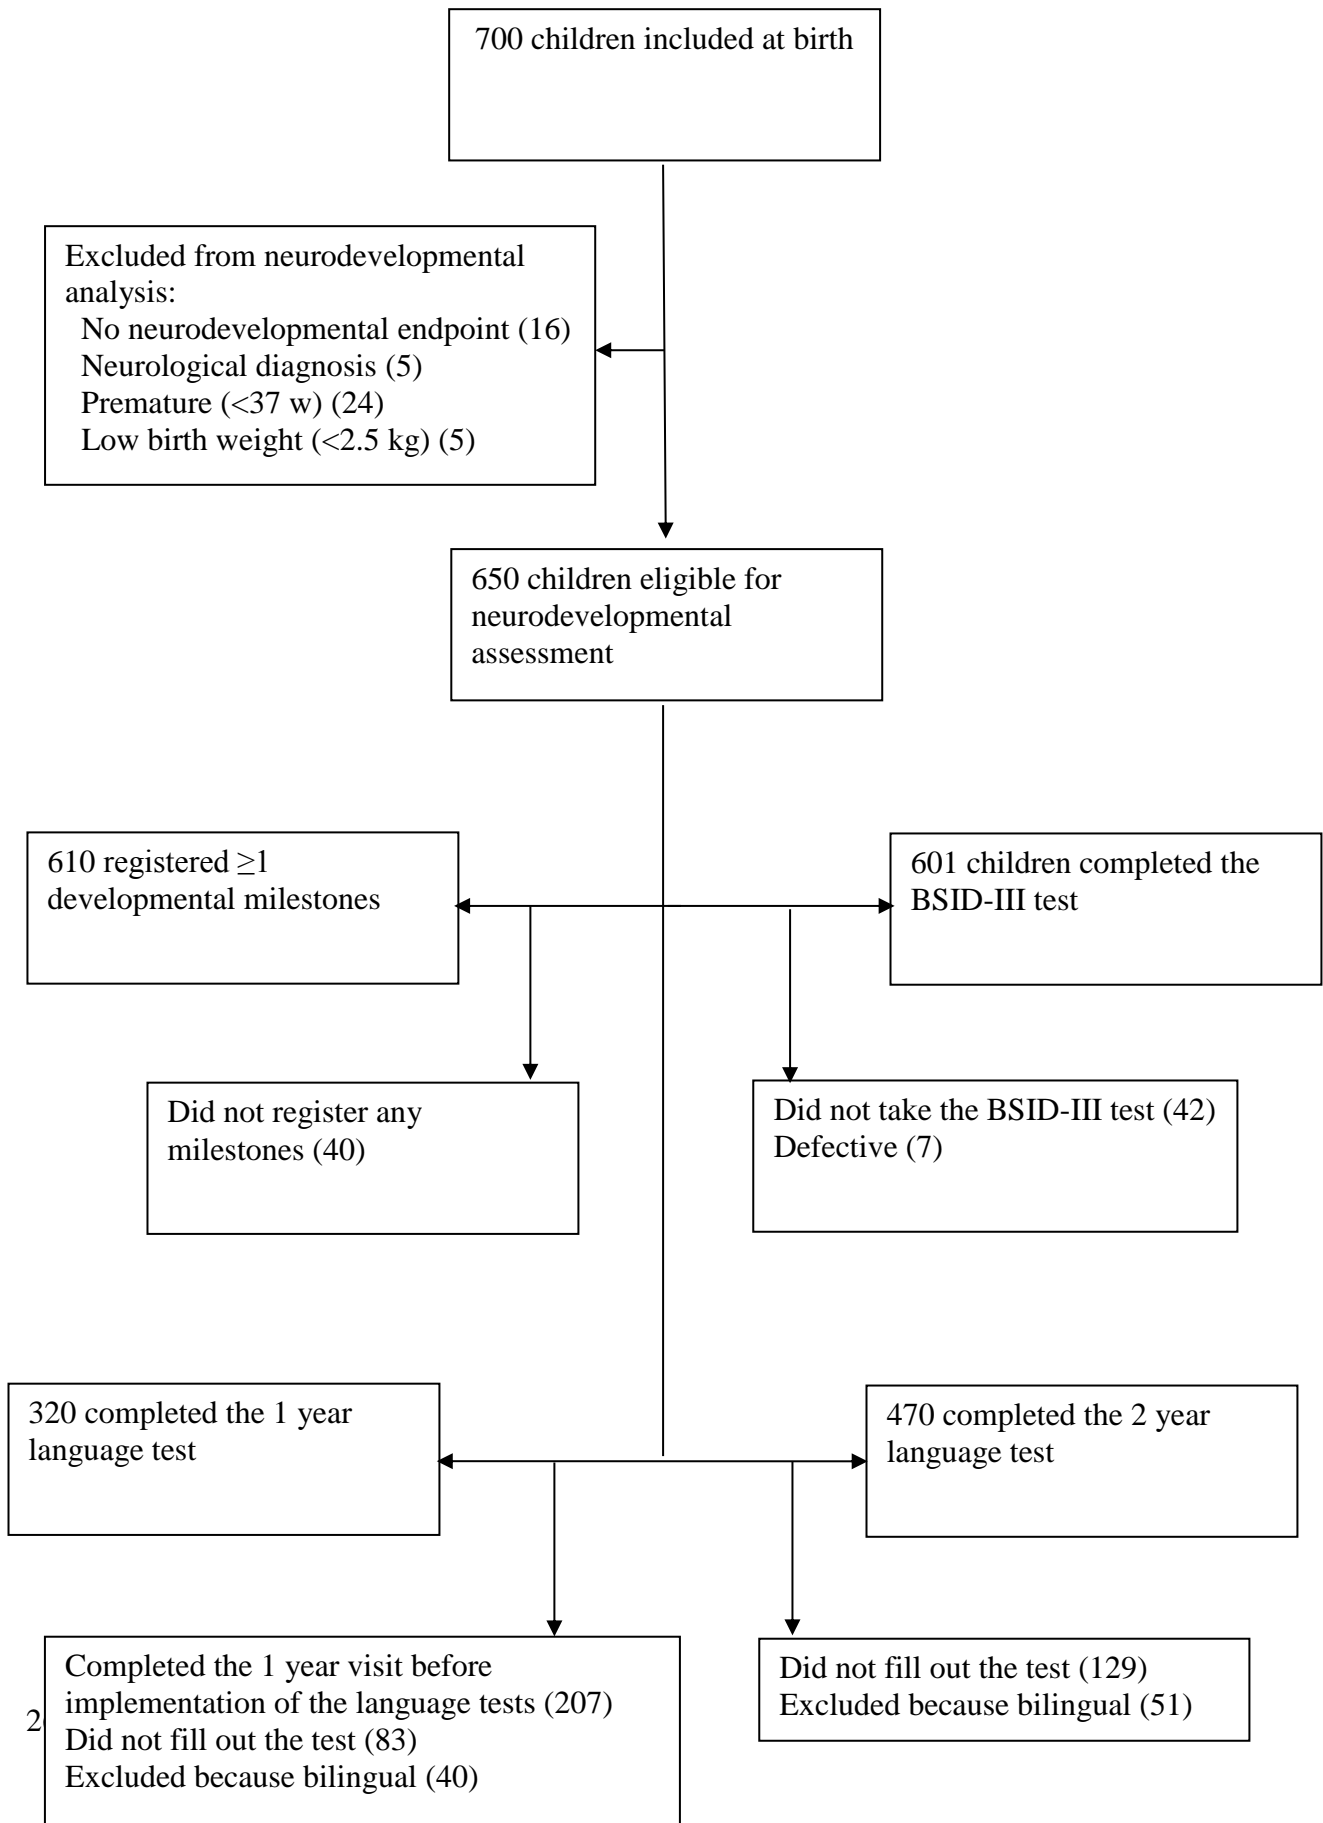 700 children included at birth
Excluded from neurodevelopmental
analysis:
No neurodevelopmental endpoint (16)
Neurological diagnosis (5)
Premature (<37 w) (24)
Low birth weight (<2.5 kg) (5)
650 children eligible for
neurodevelopmental
assessment
610 registered ≥1
developmental milestones
601 children completed the
BSID-III test
Did not register any
milestones (40)
Did not take the BSID-III test (42)
Defective (7)
320 completed the 1 year
language test
470 completed the 2 year
language test
Completed the 1 year visit before
implementation of the language tests (207)
Did not fill out the test (83)
Excluded because bilingual (40)
Did not fill out the test (129)
Excluded because bilingual (51)